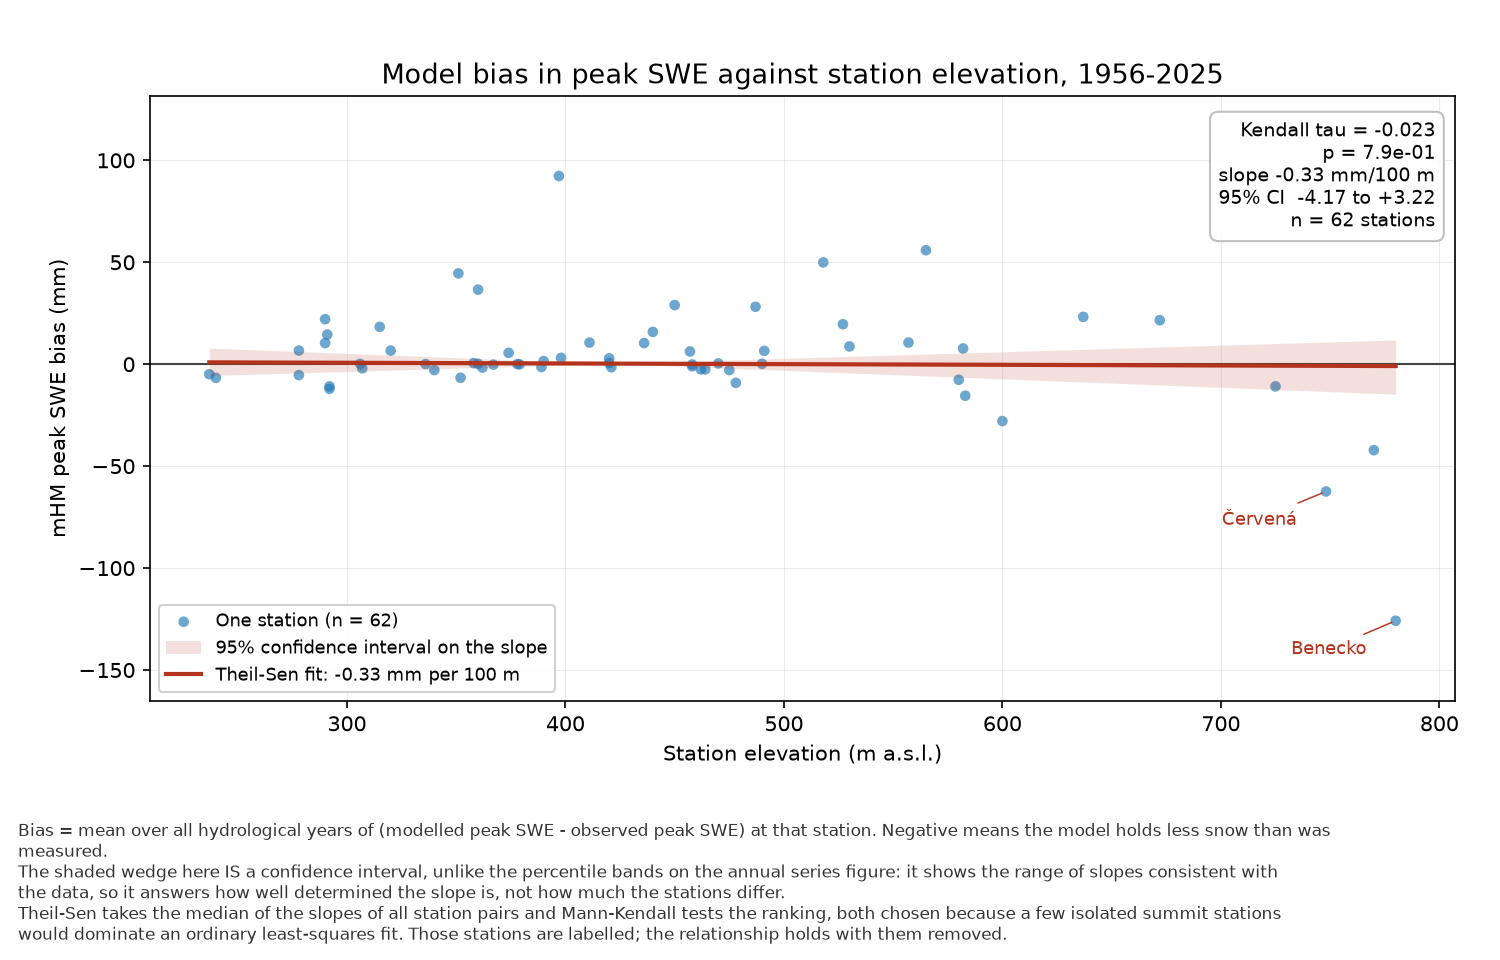 Model bias in peak SWE against station elevation, 1956-2025
Kendall tau = -0.023
p = 7.9e-01
slope -0.33 mm/100 m
95% CI  -4.17 to +3.22
n = 62 stations
mHM peak SWE bias (mm)
100
50
0
−50
−100
−150
Červená
Benecko
One station (n = 62)
95% confidence interval on the slope
Theil-Sen fit: -0.33 mm per 100 m
300
400
500
600
700
800
Station elevation (m a.s.l.)
Bias = mean over all hydrological years of (modelled peak SWE - observed peak SWE) at that station. Negative means the model holds less snow than was
measured.
The shaded wedge here IS a confidence interval, unlike the percentile bands on the annual series figure: it shows the range of slopes consistent with
the data, so it answers how well determined the slope is, not how much the stations differ.
Theil-Sen takes the median of the slopes of all station pairs and Mann-Kendall tests the ranking, both chosen because a few isolated summit stations
would dominate an ordinary least-squares fit. Those stations are labelled; the relationship holds with them removed.